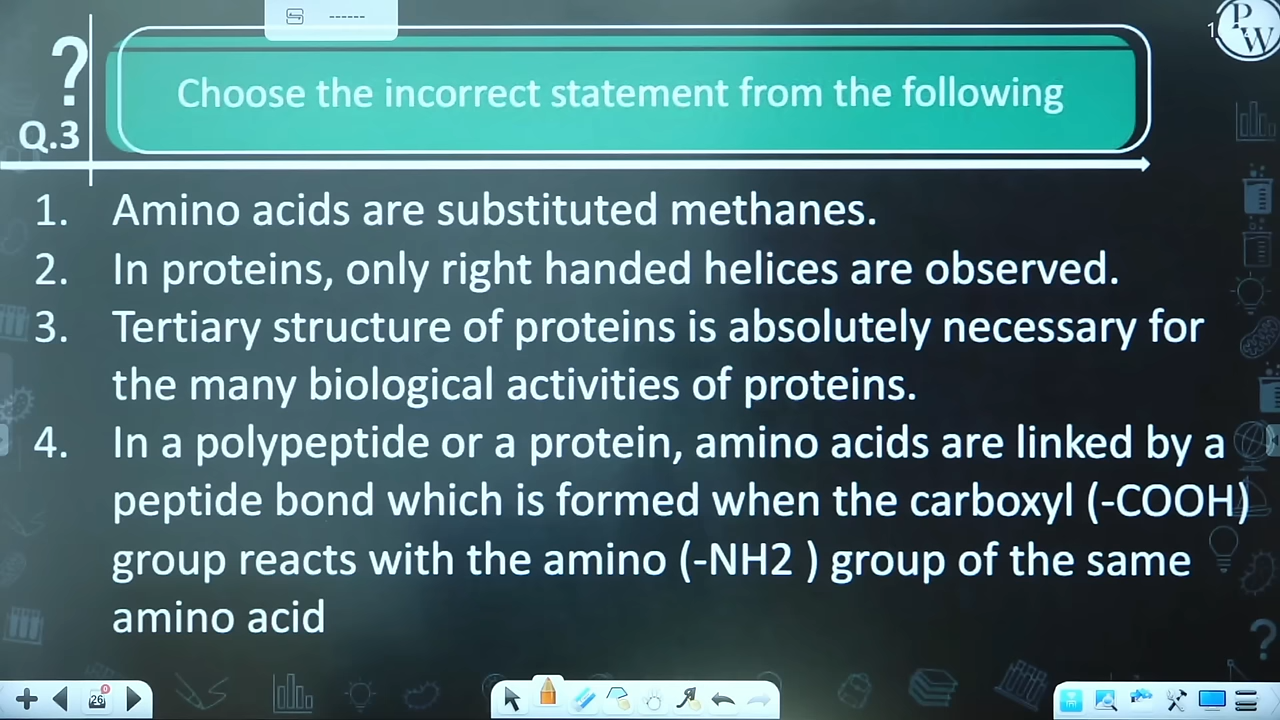 ------
?
Q.3
Choose the incorrect statement from the following
1
PW
1. Amino acids are substituted methanes.
2. In proteins, only right handed helices are observed.
3. Tertiary structure of proteins is absolutely necessary for
the many biological activities of proteins.
4. In a polypeptide or a protein, amino acids are linked by a
peptide bond which is formed when the carboxyl (-COOH)
group reacts with the amino (-NH2 ) group of the same
amino acid
?
26
0